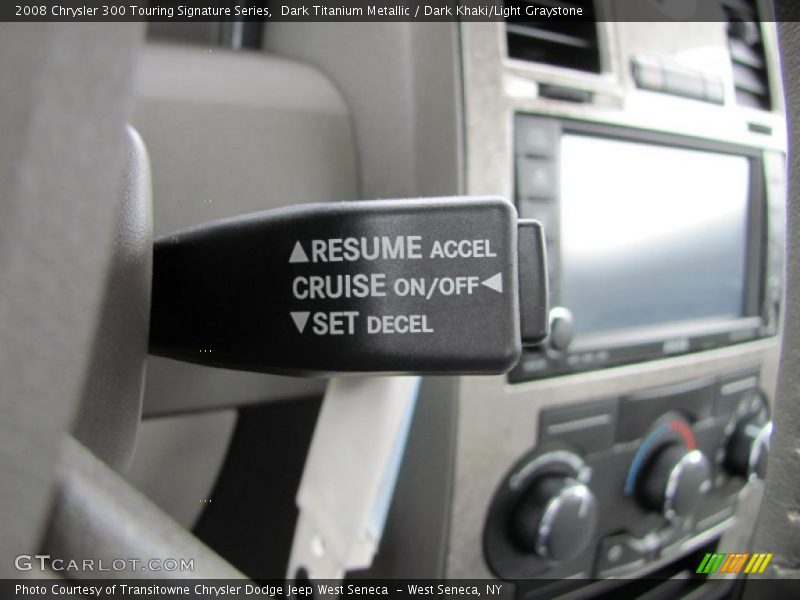 2008 Chrysler 300 Touring Signature Series,  Dark Titanium Metallic / Dark Khaki/Light Graystone
▲RESUME ACCEL
CRUISE ON/OFF◀
▼SET DECEL
GTCARLOT.COM
Photo Courtesy of Transitowne Chrysler Dodge Jeep West Seneca  - West Seneca, NY